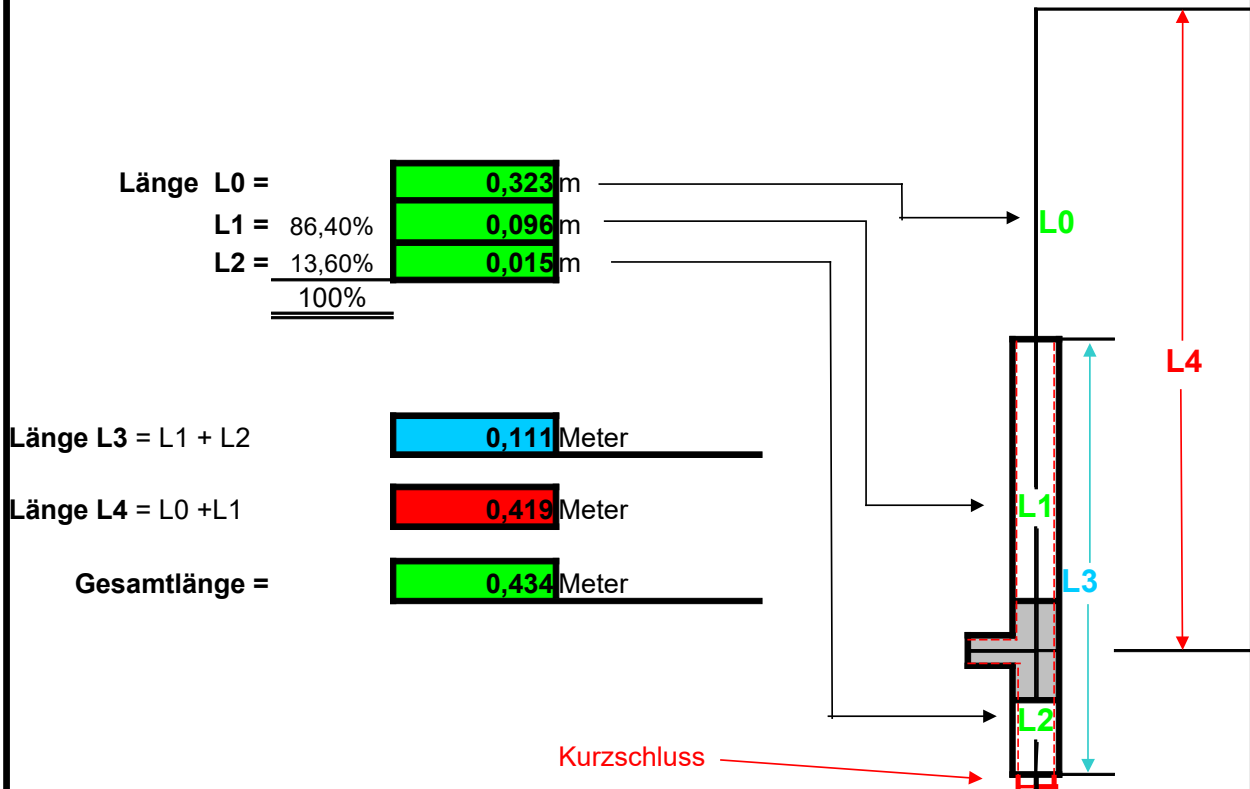 Länge L0 = 0,323 m
L0
L1 = 86,40% 0,096 m
L2 = 13,60% 0,015 m
100%
L4
Länge L3 = L1 + L2 0,111 Meter
Länge L4 = L0 +L1 0,419 Meter
L1
Gesamtlänge = 0,434 Meter
L3
L2
Kurzschluss